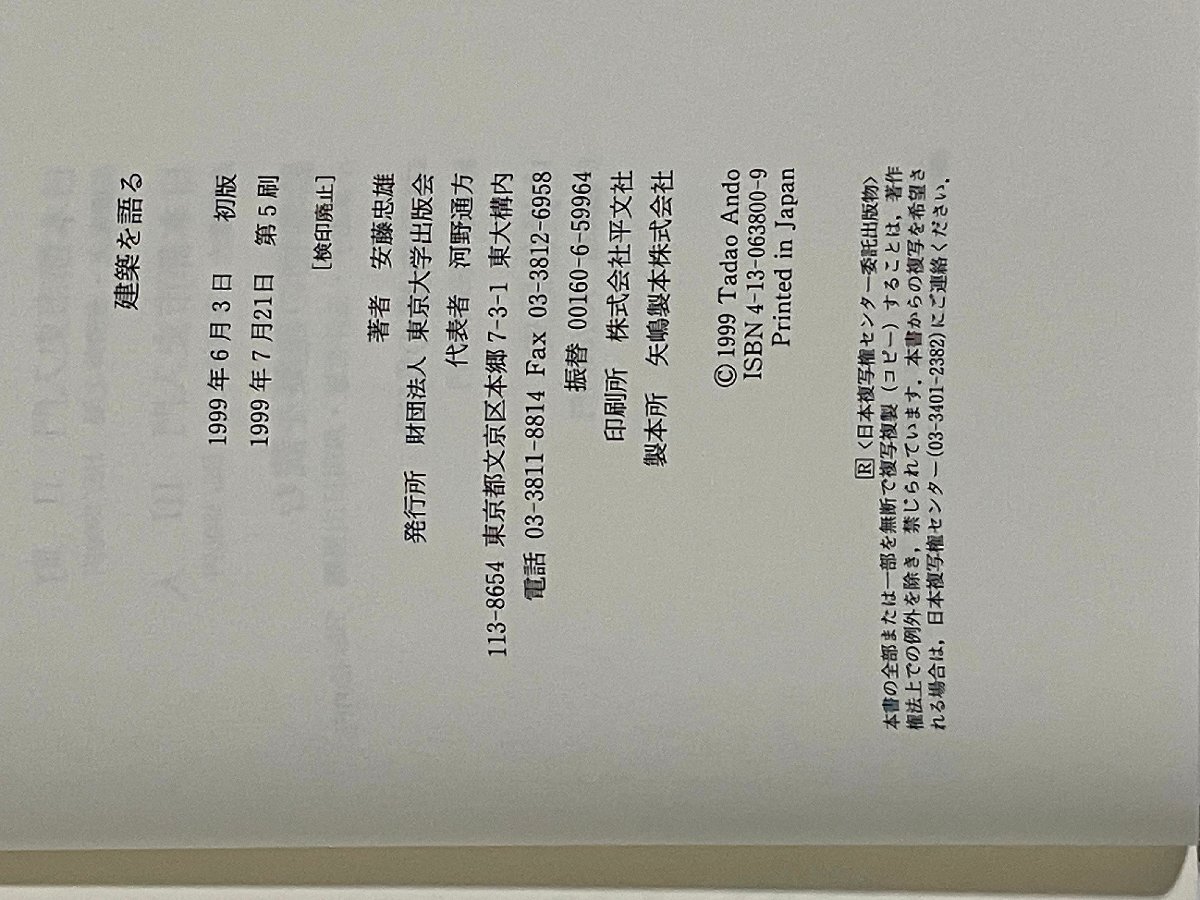 建築を語る
1999年6月3日 初版
1999年7月21日 第5刷
[検印廃止]
著者 安藤忠雄
発行所 財団法人 東京大学出版会
代表者 河野通方
113-8654 東京都文京区本郷7-3-1 東大構内
電話 03-3811-8814 Fax 03-3812-6958
振替 00160-6-59964
印刷所 株式会社平文社
製本所 矢嶋製本株式会社
© 1999 Tadao Ando
ISBN 4-13-063800-9
Printed in Japan
R〈日本複写権センター委託出版物〉
本書の全部または一部を無断で複写複製（コピー）することは，著作
権法上での例外を除き，禁じられています．本書からの複写を希望さ
れる場合は，日本複写権センター(03-3401-2382)にご連絡ください．